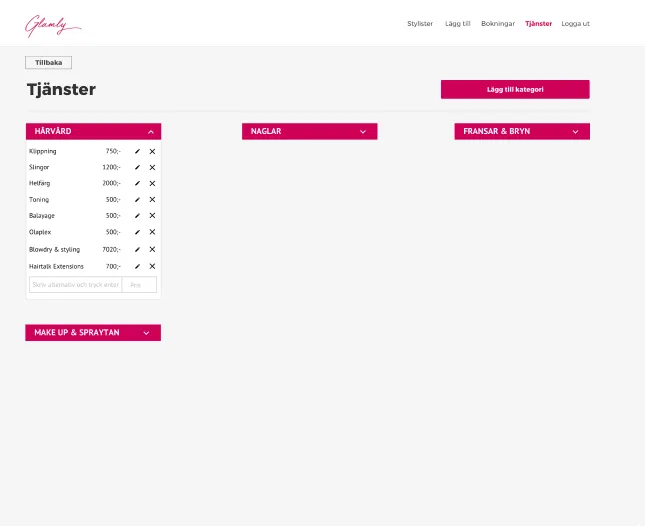 Glamly
Stylister Lägg till Bokningar Tjänster Logga ut
Tillbaka
Tjänster
Lägg till kategori
HÅRVÅRD
Klippning 750;-
Slingor 1200;-
Helfärg 2000;-
Toning 500;-
Balayage 500;-
Olaplex 500;-
Blowdry & styling 7020;-
Hairtalk Extensions 700;-
Skriv alternativ och tryck enter Pris
NAGLAR
FRANSAR & BRYN
MAKE UP & SPRAYTAN